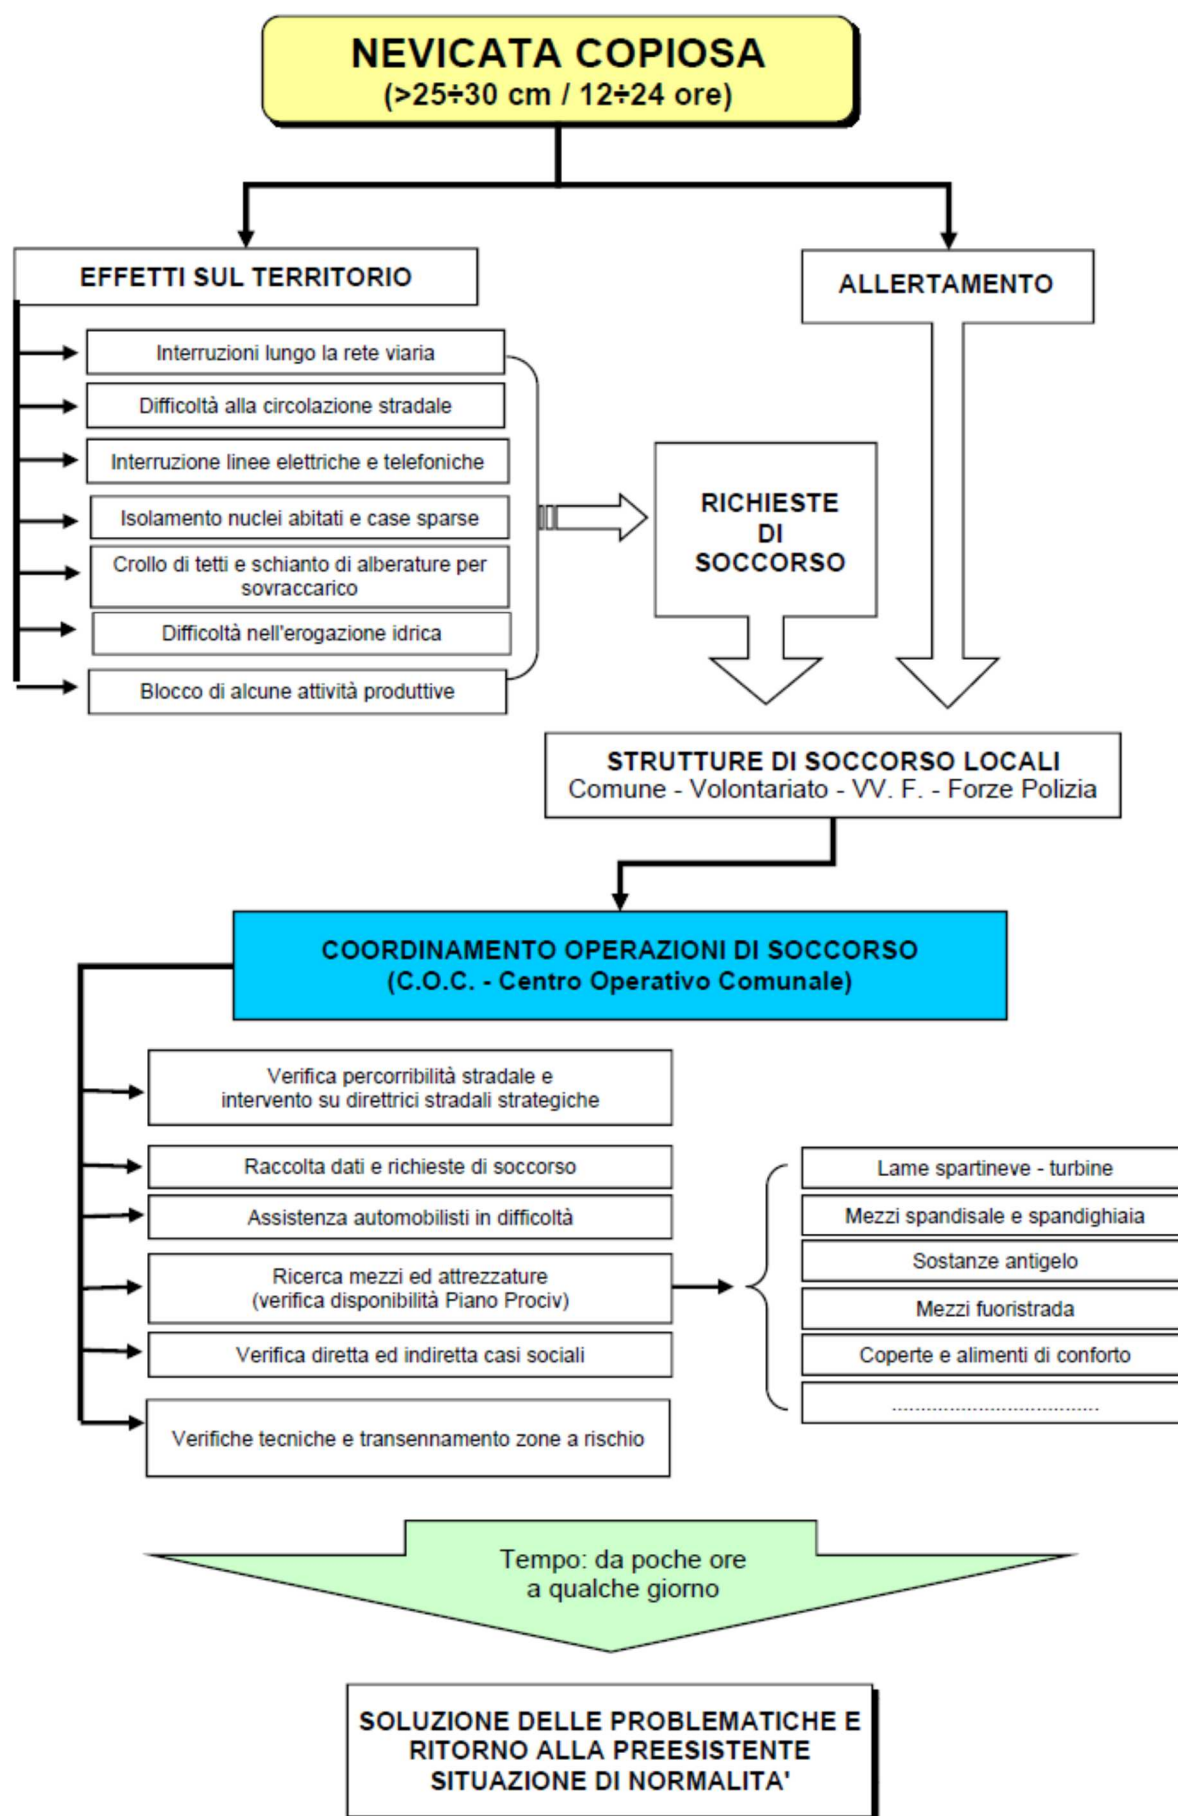 NEVICATA COPIOSA
(>25÷30 cm / 12÷24 ore)
EFFETTI SUL TERRITORIO
ALLERTAMENTO
Interruzioni lungo la rete viaria
Difficoltà alla circolazione stradale
Interruzione linee elettriche e telefoniche
Isolamento nuclei abitati e case sparse
Crollo di tetti e schianto di alberature per
sovraccarico
Difficoltà nell'erogazione idrica
Blocco di alcune attività produttive
RICHIESTE
DI
SOCCORSO
STRUTTURE DI SOCCORSO LOCALI
Comune - Volontariato - VV. F. - Forze Polizia
COORDINAMENTO OPERAZIONI DI SOCCORSO
(C.O.C. - Centro Operativo Comunale)
Verifica percorribilità stradale e
intervento su direttrici stradali strategiche
Raccolta dati e richieste di soccorso
Assistenza automobilisti in difficoltà
Ricerca mezzi ed attrezzature
(verifica disponibilità Piano Prociv)
Verifica diretta ed indiretta casi sociali
Verifiche tecniche e transennamento zone a rischio
Lame spartineve - turbine
Mezzi spandisale e spandighiaia
Sostanze antigelo
Mezzi fuoristrada
Coperte e alimenti di conforto
...................................
Tempo: da poche ore
a qualche giorno
SOLUZIONE DELLE PROBLEMATICHE E
RITORNO ALLA PREESISTENTE
SITUAZIONE DI NORMALITA'